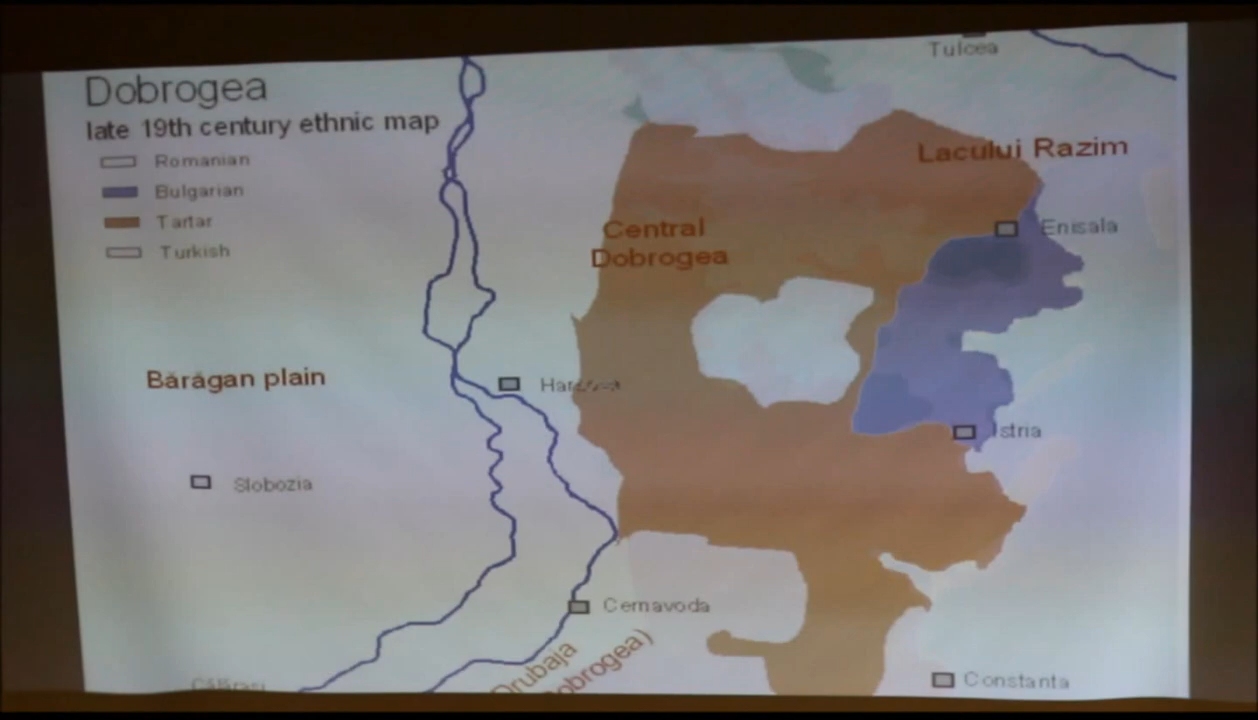 Dobrogea
late 19th century ethnic map
Romanian
Bulgarian
Tartar
Turkish
Tulcea
Lacului Razim
Enisala
Central
Dobrogea
Bărăgan plain
Istria
Slobozia
Cernavoda
Constanta
Călărași